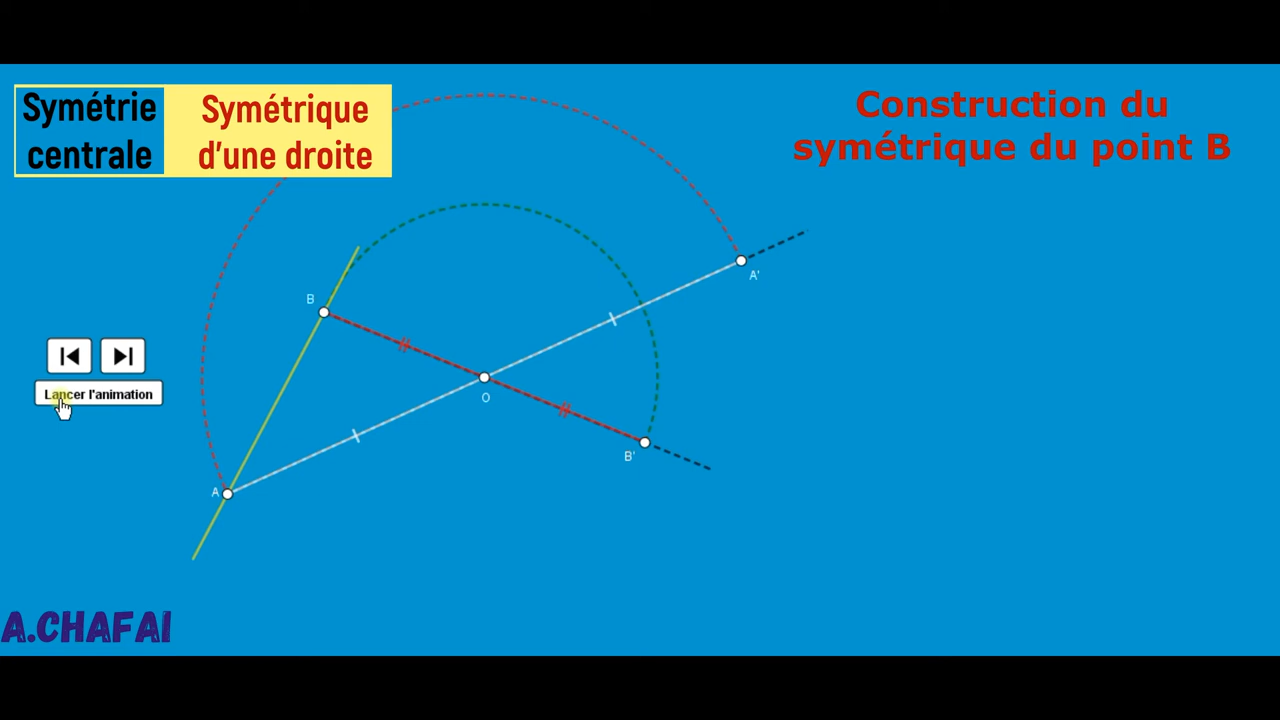 Symétrie
centrale
Symétrique
d'une droite
Construction du
symétrique du point B
A'
B
Lancer l'animation
O
B'
A
A.CHAFAI